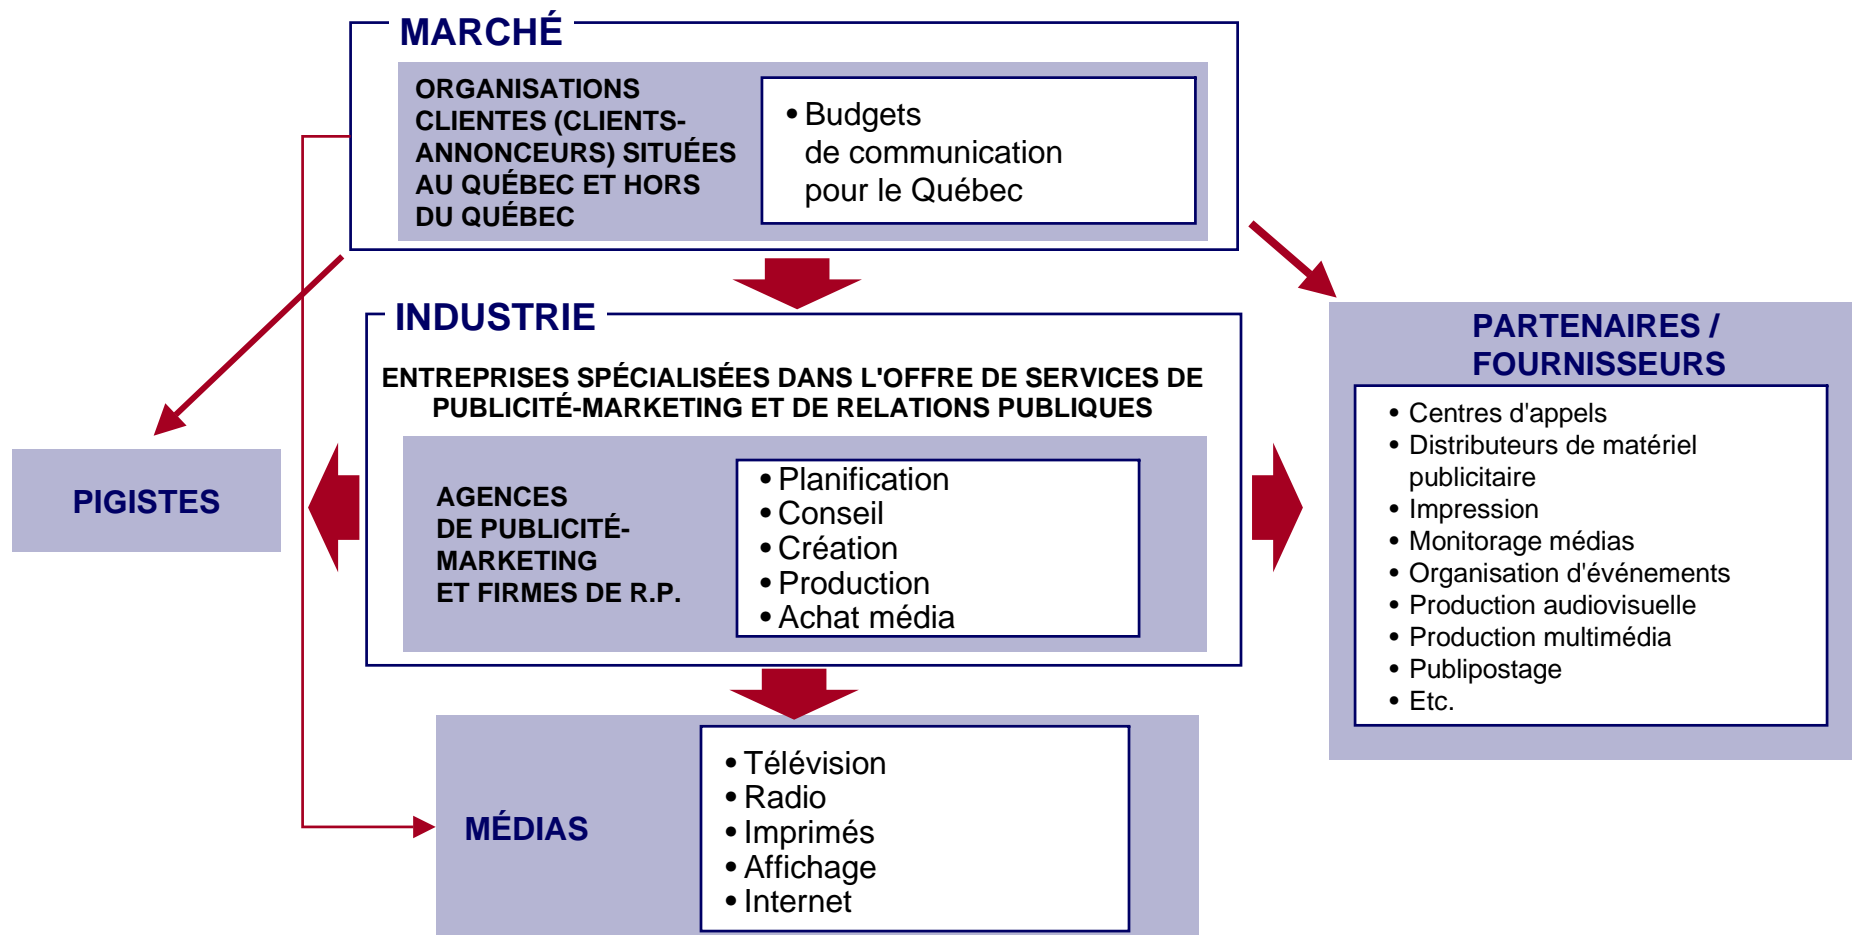 MARCHÉ
ORGANISATIONS
CLIENTES (CLIENTS-
ANNONCEURS) SITUÉES
AU QUÉBEC ET HORS
DU QUÉBEC
• Budgets
de communication
pour le Québec
INDUSTRIE
ENTREPRISES SPÉCIALISÉES DANS L'OFFRE DE SERVICES DE
PUBLICITÉ-MARKETING ET DE RELATIONS PUBLIQUES
AGENCES
DE PUBLICITÉ-
MARKETING
ET FIRMES DE R.P.
• Planification
• Conseil
• Création
• Production
• Achat média
PIGISTES
PARTENAIRES /
FOURNISSEURS
• Centres d'appels
• Distributeurs de matériel
publicitaire
• Impression
• Monitorage médias
• Organisation d'événements
• Production audiovisuelle
• Production multimédia
• Publipostage
• Etc.
MÉDIAS
• Télévision
• Radio
• Imprimés
• Affichage
• Internet